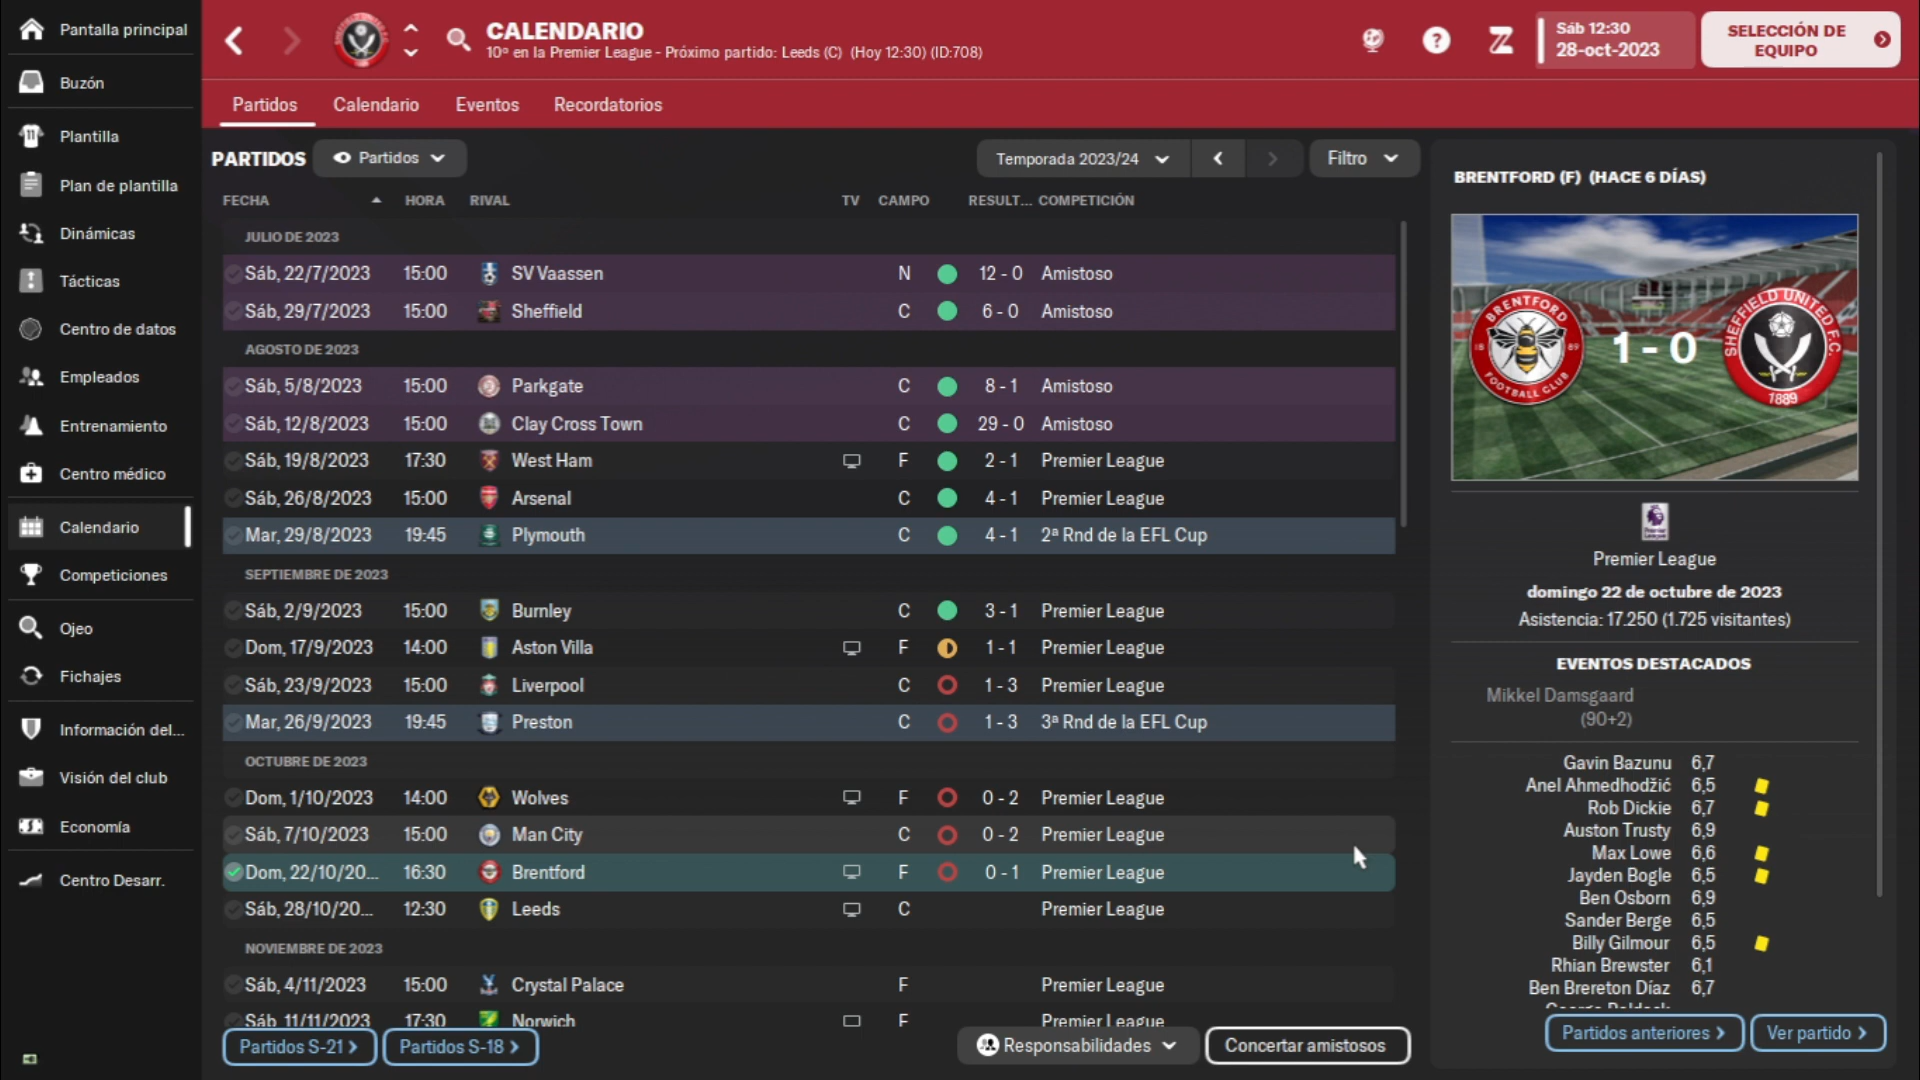 Pantalla principal
Buzón
Plantilla
Plan de plantilla
Dinámicas
Tácticas
Centro de datos
Empleados
Entrenamiento
Centro médico
Calendario
Competiciones
Ojeo
Fichajes
Información del...
Visión del club
Economía
Centro Desarr.
CALENDARIO
10º en la Premier League - Próximo partido: Leeds (C) (Hoy 12:30) (ID:708)
Sáb 12:30
28-oct-2023
SELECCIÓN DE
EQUIPO
Partidos Calendario Eventos Recordatorios
PARTIDOS Partidos Temporada 2023/24 Filtro
FECHA HORA RIVAL TV CAMPO RESULT... COMPETICIÓN
JULIO DE 2023
Sáb, 22/7/2023 15:00 SV Vaassen N 12 - 0 Amistoso
Sáb, 29/7/2023 15:00 Sheffield C 6 - 0 Amistoso
AGOSTO DE 2023
Sáb, 5/8/2023 15:00 Parkgate C 8 - 1 Amistoso
Sáb, 12/8/2023 15:00 Clay Cross Town C 29 - 0 Amistoso
Sáb, 19/8/2023 17:30 West Ham F 2 - 1 Premier League
Sáb, 26/8/2023 15:00 Arsenal C 4 - 1 Premier League
Mar, 29/8/2023 19:45 Plymouth C 4 - 1 2ª Rnd de la EFL Cup
SEPTIEMBRE DE 2023
Sáb, 2/9/2023 15:00 Burnley C 3 - 1 Premier League
Dom, 17/9/2023 14:00 Aston Villa F 1 - 1 Premier League
Sáb, 23/9/2023 15:00 Liverpool C 1 - 3 Premier League
Mar, 26/9/2023 19:45 Preston C 1 - 3 3ª Rnd de la EFL Cup
OCTUBRE DE 2023
Dom, 1/10/2023 14:00 Wolves F 0 - 2 Premier League
Sáb, 7/10/2023 15:00 Man City C 0 - 2 Premier League
Dom, 22/10/20... 16:30 Brentford F 0 - 1 Premier League
Sáb, 28/10/20... 12:30 Leeds C Premier League
NOVIEMBRE DE 2023
Sáb, 4/11/2023 15:00 Crystal Palace F Premier League
Sáb, 11/11/2023 17:30 Norwich F Premier League
Partidos S-21 Partidos S-18 Responsabilidades Concertar amistosos
BRENTFORD (F) (HACE 6 DÍAS)
BRENTFORD
18 89
FOOTBALL CLUB
1 - 0
SHEFFIELD UNITED F.C.
1889
Premier League
domingo 22 de octubre de 2023
Asistencia: 17.250 (1.725 visitantes)
EVENTOS DESTACADOS
Mikkel Damsgaard
(90+2)
Gavin Bazunu 6,7
Anel Ahmedhodžić 6,5
Rob Dickie 6,7
Auston Trusty 6,9
Max Lowe 6,6
Jayden Bogle 6,5
Ben Osborn 6,9
Sander Berge 6,5
Billy Gilmour 6,5
Rhian Brewster 6,1
Ben Brereton Díaz 6,7
Partidos anteriores Ver partido